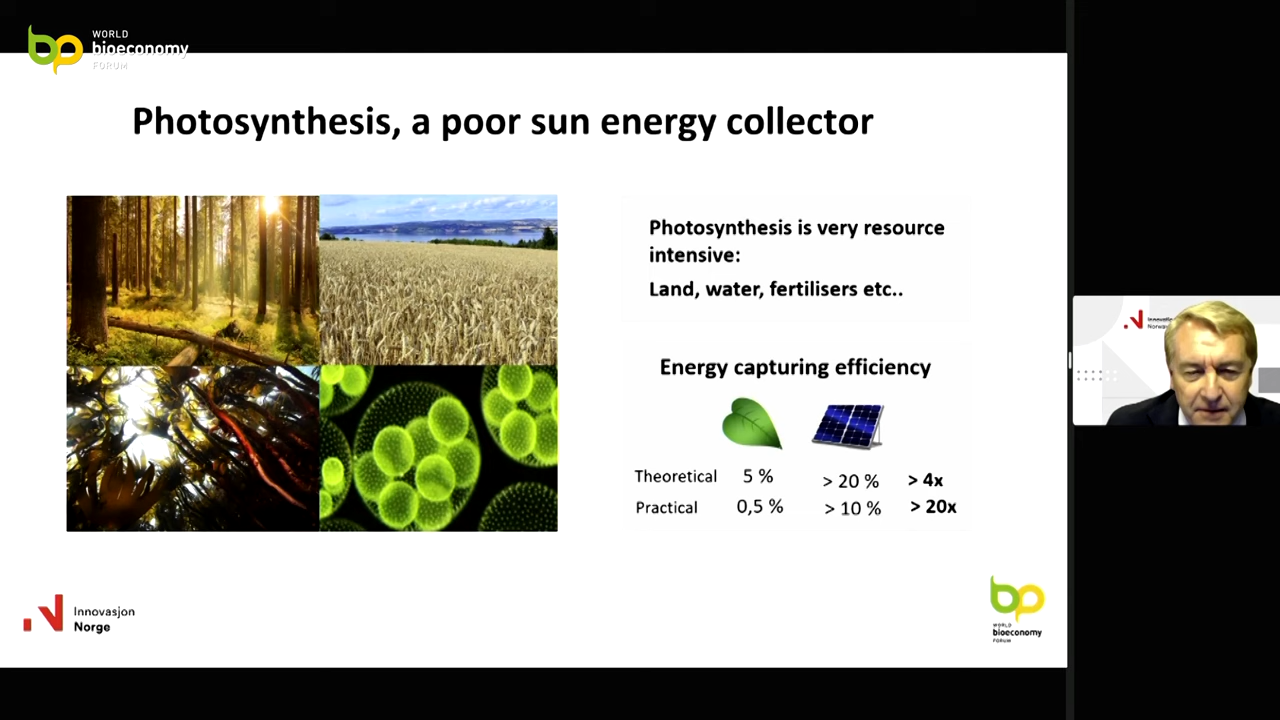 WORLD
bioeconomy
FORUM
Photosynthesis, a poor sun energy collector
Photosynthesis is very resource
intensive:
Land, water, fertilisers etc..
Energy capturing efficiency
Theoretical 5 % > 20 % > 4x
Practical 0,5 % > 10 % > 20x
Innovasjon
Norge
WORLD
bioeconomy
FORUM
Norway